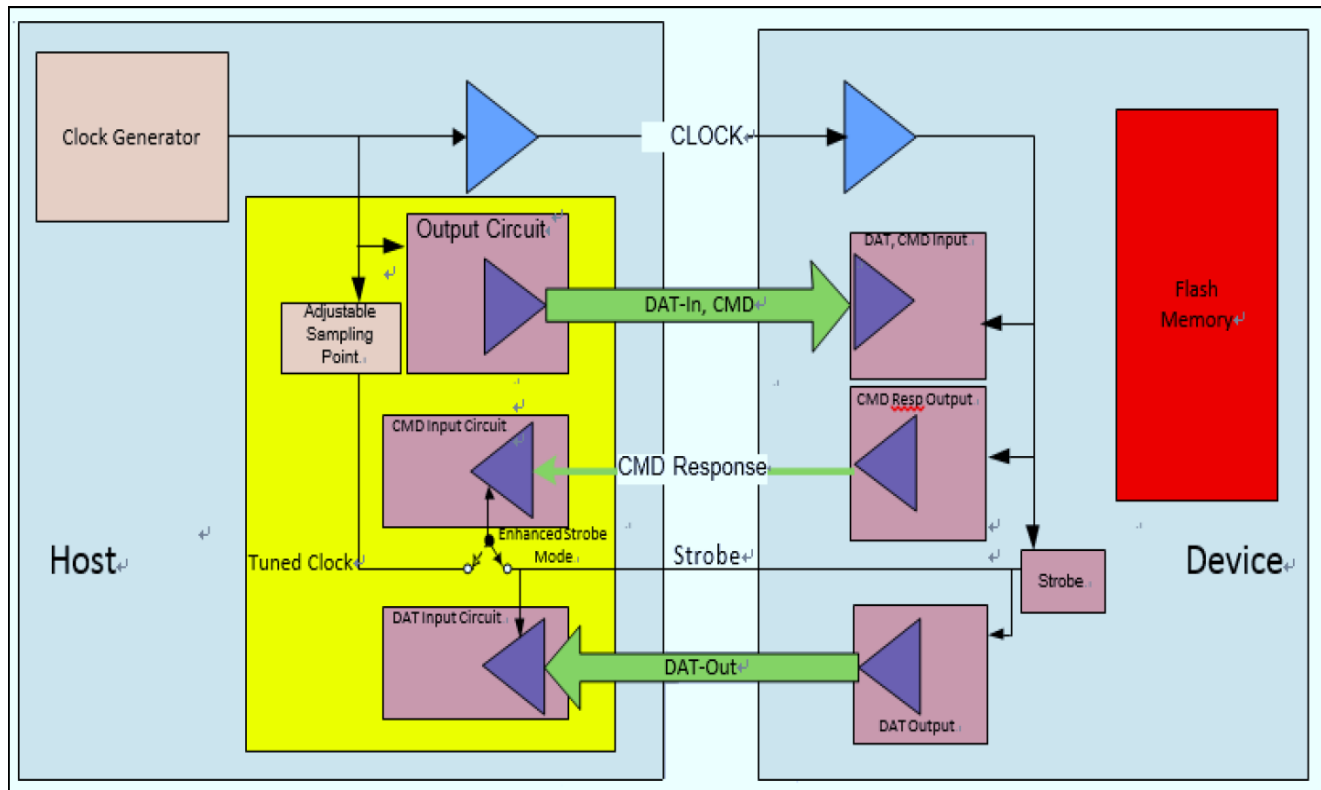 Clock Generator
CLOCK
Output Circuit
DAT, CMD Input
Flash
Memory
DAT-In, CMD
Adjustable
Sampling
Point
CMD Input Circuit
CMD Resp Output
CMD Response
Enhanced Strobe
Mode
Host
Tuned Clock
Strobe
Strobe
Device
DAT Input Circuit
DAT-Out
DAT Output